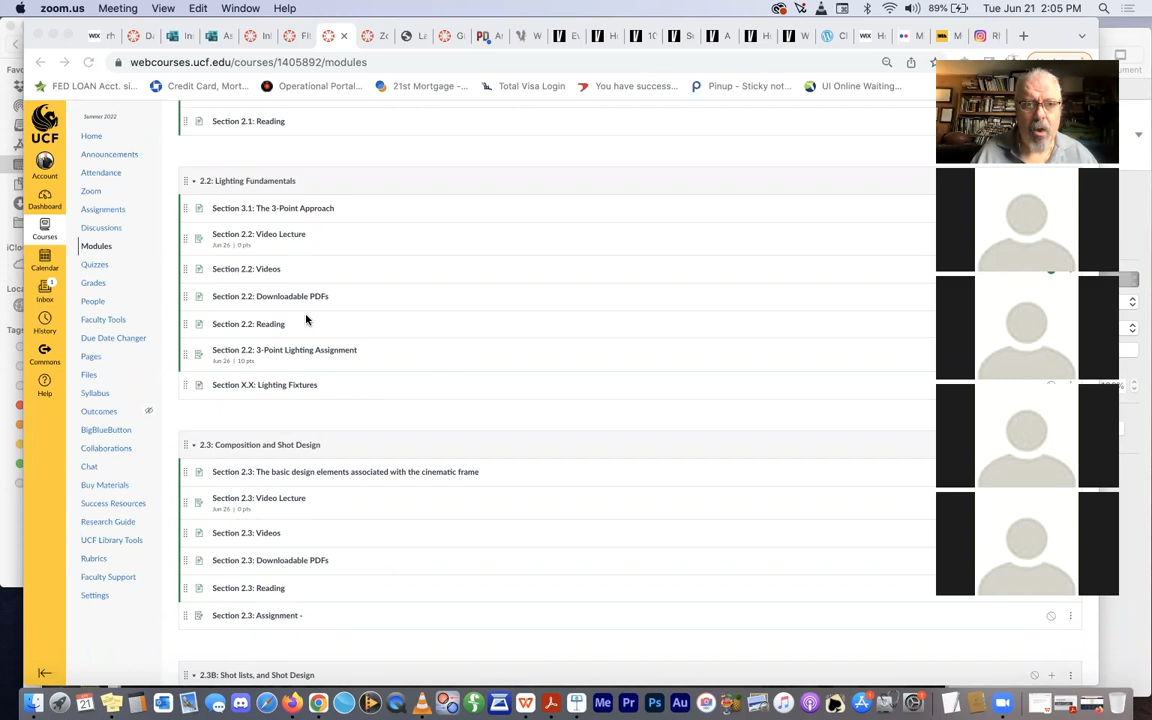 zoom.us Meeting View Edit Window Help 89% Tue Jun 21 2:05 PM
webcourses.ucf.edu/courses/1405892/modules
FED LOAN Acct. si... Credit Card, Mort... Operational Portal... 21st Mortgage -... Total Visa Login You have success... Pinup - Sticky not... UI Online Waiting...
UCF
Account
Dashboard
Courses
Calendar
1
Inbox
History
Commons
Help
Summer 2022
Home
Announcements
Attendance
Zoom
Assignments
Discussions
Modules
Quizzes
Grades
People
Faculty Tools
Due Date Changer
Pages
Files
Syllabus
Outcomes
BigBlueButton
Collaborations
Chat
Buy Materials
Success Resources
Research Guide
UCF Library Tools
Rubrics
Faculty Support
Settings
Section 2.1: Reading
2.2: Lighting Fundamentals
Section 3.1: The 3-Point Approach
Section 2.2: Video Lecture
Jun 26 | 0 pts
Section 2.2: Videos
Section 2.2: Downloadable PDFs
Section 2.2: Reading
Section 2.2: 3-Point Lighting Assignment
Jun 26 | 10 pts
Section X.X: Lighting Fixtures
2.3: Composition and Shot Design
Section 2.3: The basic design elements associated with the cinematic frame
Section 2.3: Video Lecture
Jun 26 | 0 pts
Section 2.3: Videos
Section 2.3: Downloadable PDFs
Section 2.3: Reading
Section 2.3: Assignment -
2.3B: Shot lists, and Shot Design
Me Pr Ps Au